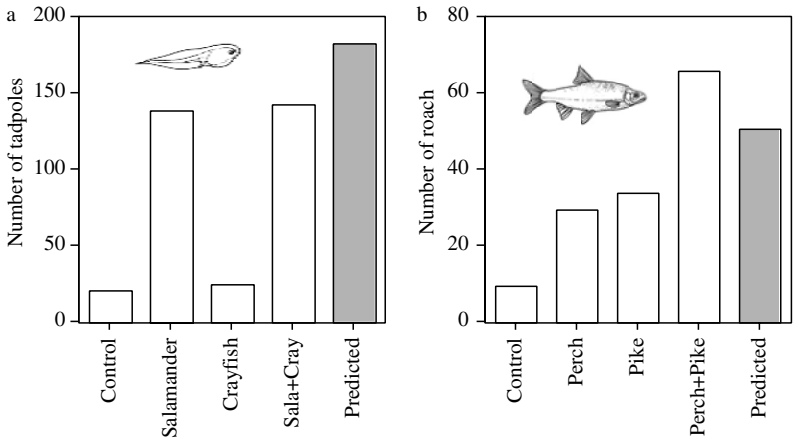 a
Number of tadpoles
200
150
100
50
0
Control
Salamander
Crayfish
Sala+Cray
Predicted
b
Number of roach
80
60
40
20
0
Control
Perch
Pike
Perch+Pike
Predicted